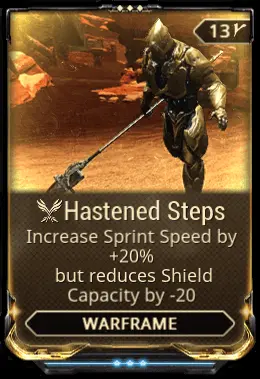 13
Hastened Steps
Increase Sprint Speed by
+20%
but reduces Shield
Capacity by -20
WARFRAME